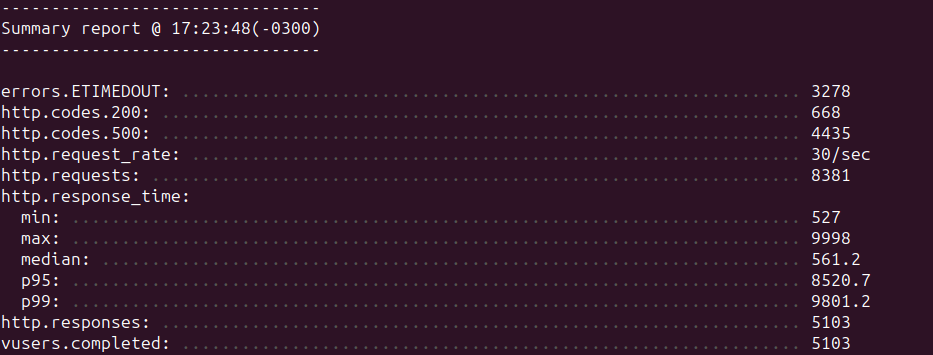 --------------------------------
Summary report @ 17:23:48(-0300)
--------------------------------
errors.ETIMEDOUT: .............................................................. 3278
http.codes.200: ................................................................ 668
http.codes.500: ................................................................ 4435
http.request_rate: ............................................................. 30/sec
http.requests: ................................................................. 8381
http.response_time:
  min: ......................................................................... 527
  max: ......................................................................... 9998
  median: ...................................................................... 561.2
  p95: ......................................................................... 8520.7
  p99: ......................................................................... 9801.2
http.responses: ................................................................ 5103
vusers.completed: .............................................................. 5103